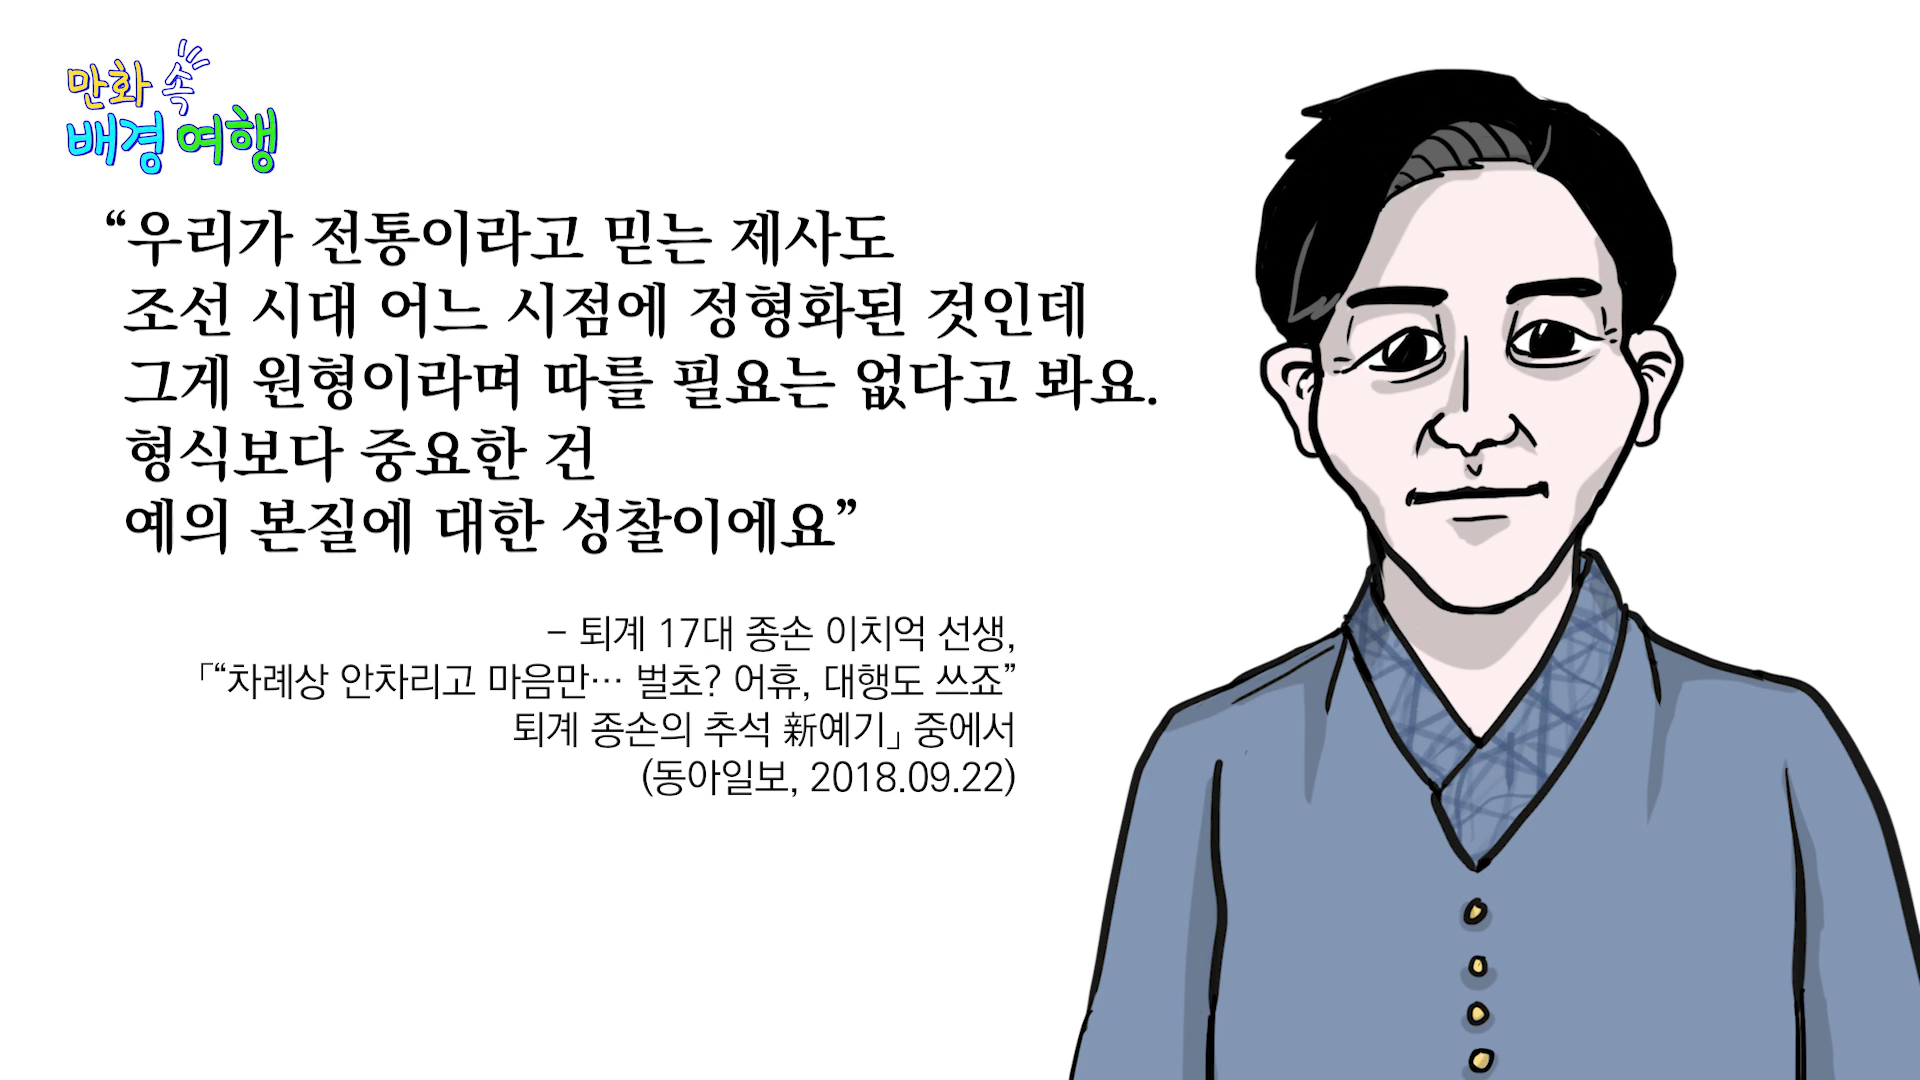 만화 속
배경 여행
“우리가 전통이라고 믿는 제사도
조선 시대 어느 시점에 정형화된 것인데
그게 원형이라며 따를 필요는 없다고 봐요.
형식보다 중요한 건
예의 본질에 대한 성찰이에요”
– 퇴계 17대 종손 이치억 선생,
「“차례상 안차리고 마음만… 벌초? 어휴, 대행도 쓰죠”
퇴계 종손의 추석 新예기」 중에서
(동아일보, 2018.09.22)